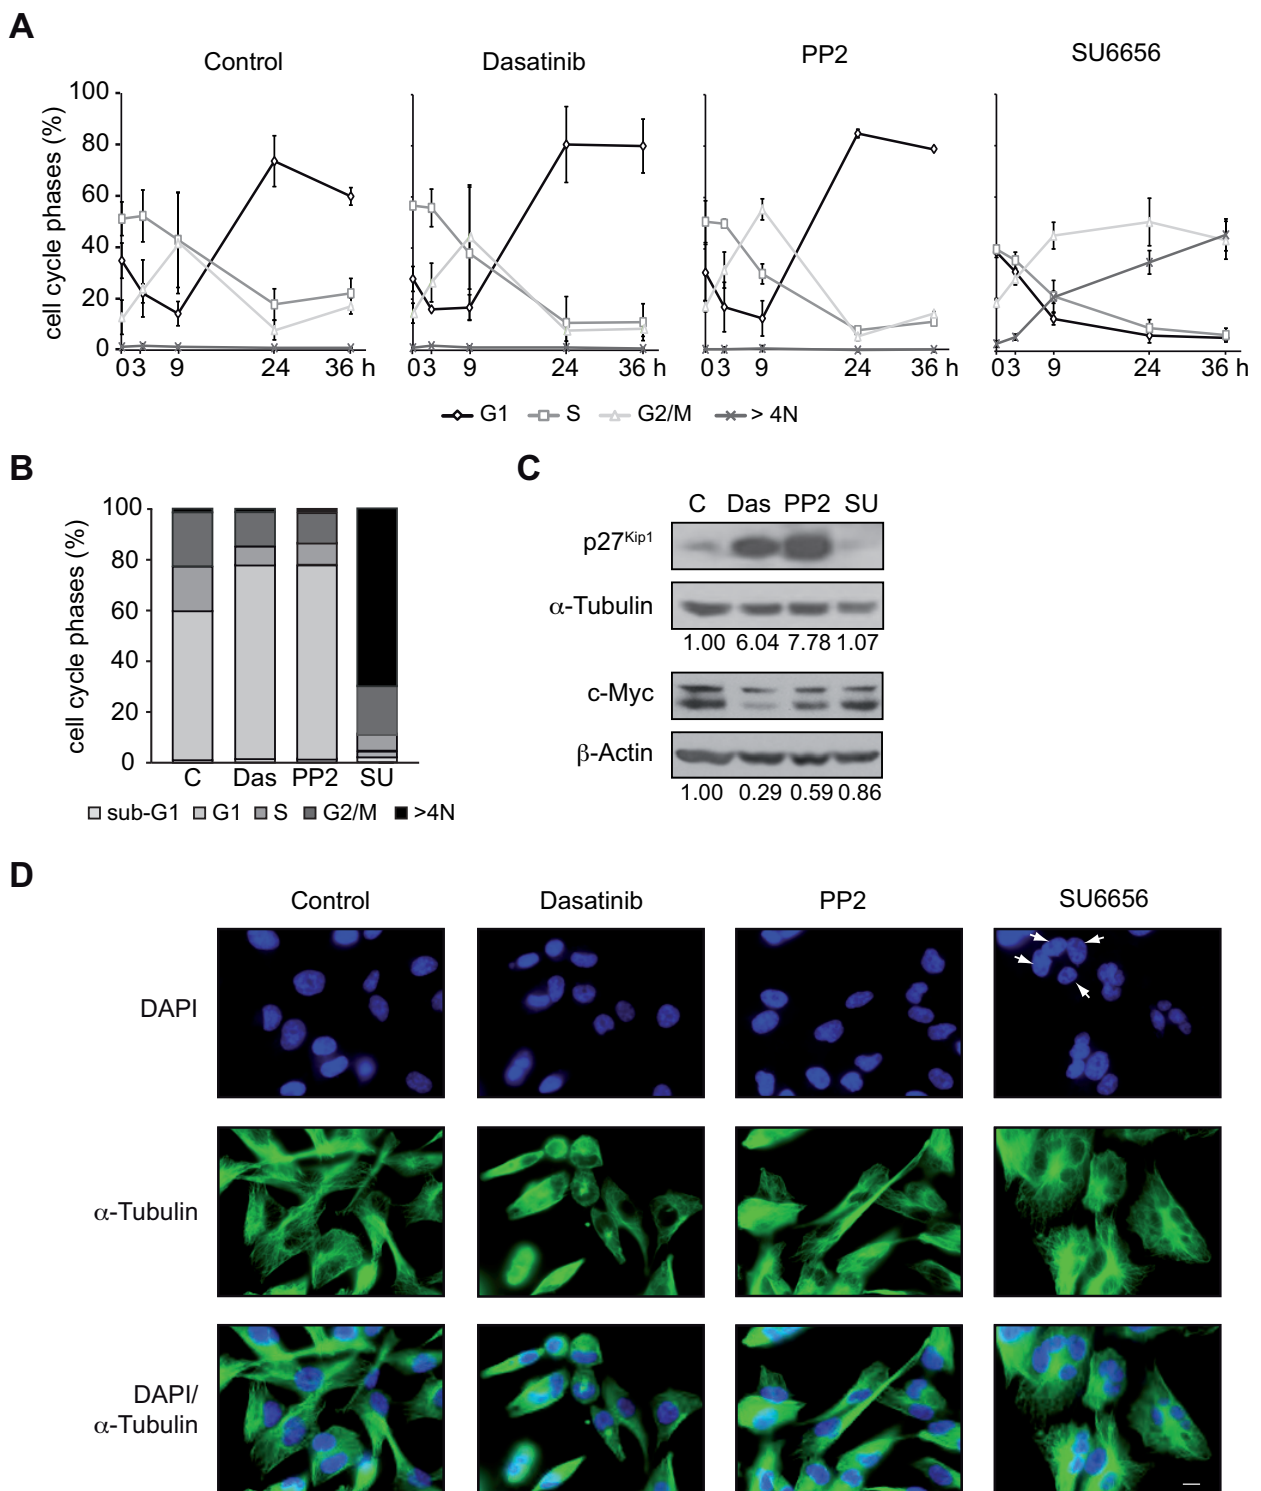 A
Control
Dasatinib
PP2
SU6656
cell cycle phases (%)
100
80
60
40
20
0
0 3 9 24 36 h
0 3 9 24 36 h
0 3 9 24 36 h
0 3 9 24 36 h
G1 S G2/M > 4N
B
cell cycle phases (%)
100
80
60
40
20
0
C Das PP2 SU
sub-G1 G1 S G2/M >4N
C
C Das PP2 SU
p27Kip1
α-Tubulin
1.00 6.04 7.78 1.07
c-Myc
β-Actin
1.00 0.29 0.59 0.86
D
Control Dasatinib PP2 SU6656
DAPI
α-Tubulin
DAPI/
α-Tubulin